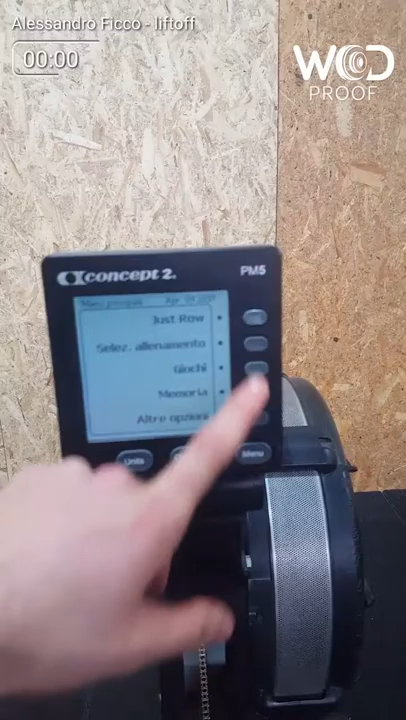 Alessandro Ficco - liftoff
00:00
WOD
PROOF
concept 2.
PM5
Just Row
Selez. allenamento
Giochi
Memoria
Altre opzioni
Units
Menu